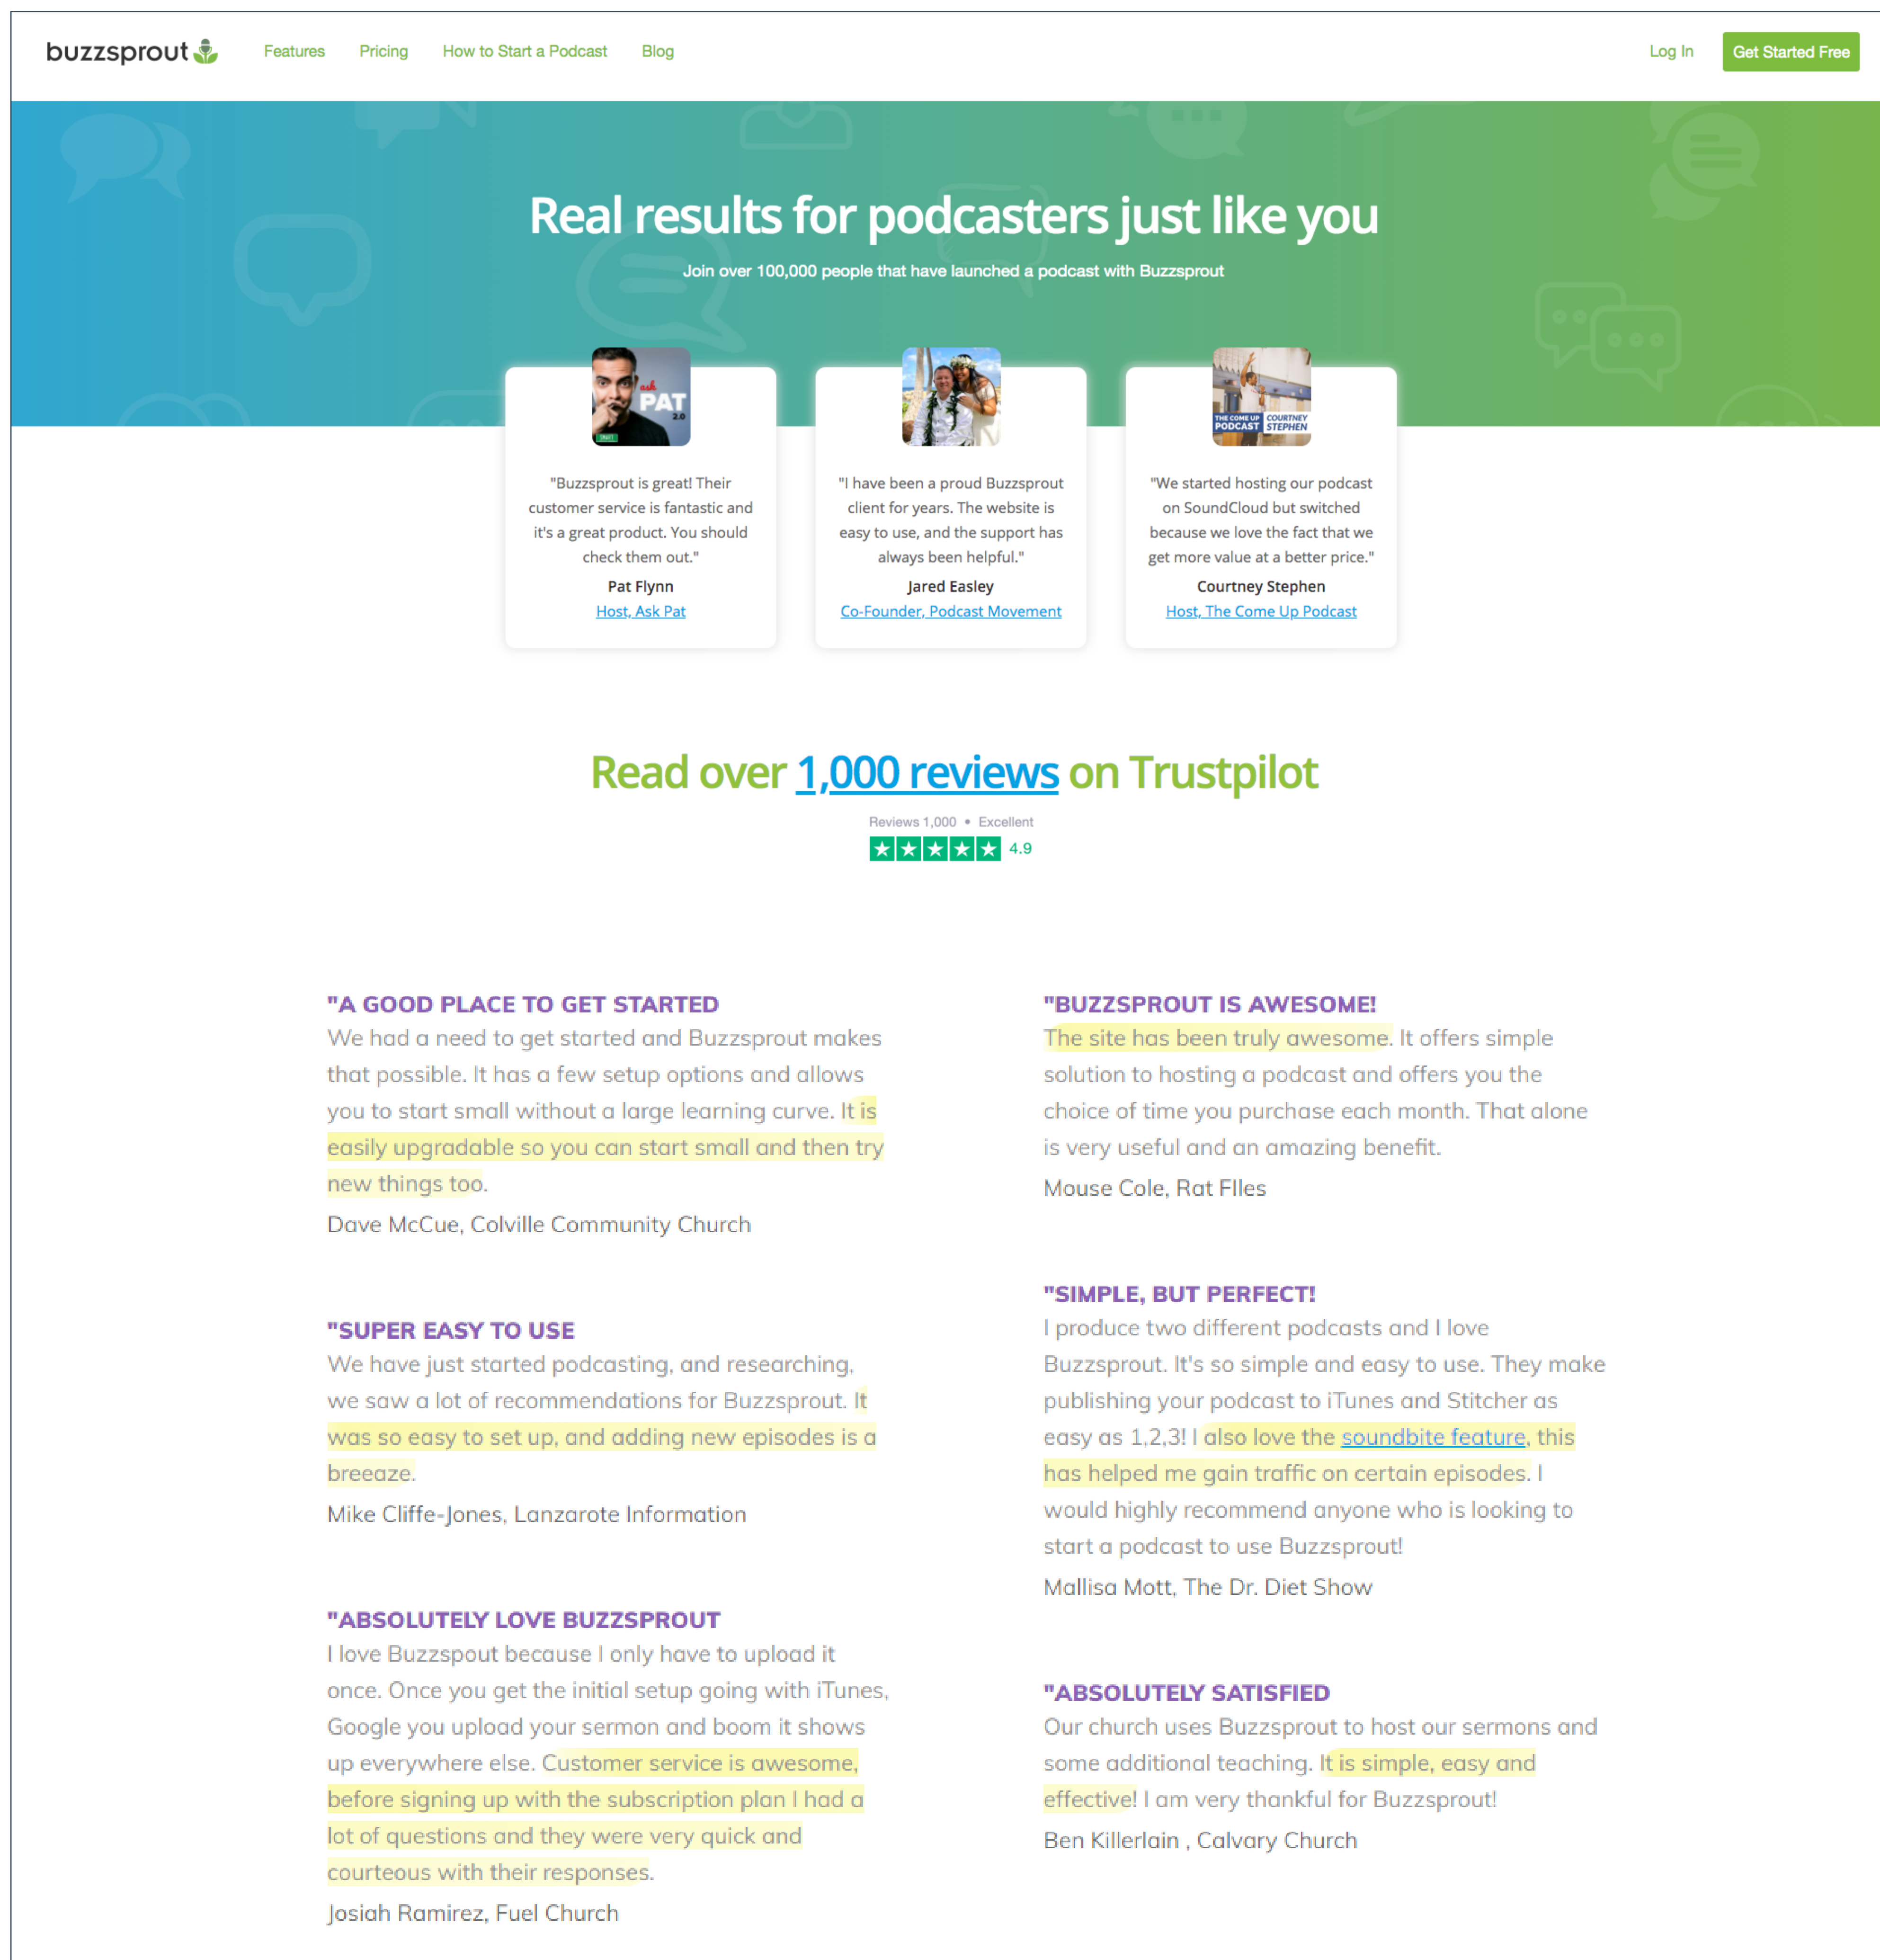 buzzsprout
Features
Pricing
How to Start a Podcast
Blog
Log In
Get Started Free
Real results for podcasters just like you
Join over 100,000 people that have launched a podcast with Buzzsprout
ask
PAT
2.0
"Buzzsprout is great! Their
customer service is fantastic and
it's a great product. You should
check them out."
Pat Flynn
Host, Ask Pat
"I have been a proud Buzzsprout
client for years. The website is
easy to use, and the support has
always been helpful."
Jared Easley
Co-Founder, Podcast Movement
THE COME UP
PODCAST
COURTNEY
STEPHEN
"We started hosting our podcast
on SoundCloud but switched
because we love the fact that we
get more value at a better price."
Courtney Stephen
Host, The Come Up Podcast
Read over 1,000 reviews on Trustpilot
Reviews 1,000 • Excellent
4.9
"A GOOD PLACE TO GET STARTED
We had a need to get started and Buzzsprout makes
that possible. It has a few setup options and allows
you to start small without a large learning curve. It is
easily upgradable so you can start small and then try
new things too.
Dave McCue, Colville Community Church
"SUPER EASY TO USE
We have just started podcasting, and researching,
we saw a lot of recommendations for Buzzsprout. It
was so easy to set up, and adding new episodes is a
breeaze.
Mike Cliffe-Jones, Lanzarote Information
"ABSOLUTELY LOVE BUZZSPROUT
I love Buzzspout because I only have to upload it
once. Once you get the initial setup going with iTunes,
Google you upload your sermon and boom it shows
up everywhere else. Customer service is awesome,
before signing up with the subscription plan I had a
lot of questions and they were very quick and
courteous with their responses.
Josiah Ramirez, Fuel Church
"BUZZSPROUT IS AWESOME!
The site has been truly awesome. It offers simple
solution to hosting a podcast and offers you the
choice of time you purchase each month. That alone
is very useful and an amazing benefit.
Mouse Cole, Rat FIles
"SIMPLE, BUT PERFECT!
I produce two different podcasts and I love
Buzzsprout. It's so simple and easy to use. They make
publishing your podcast to iTunes and Stitcher as
easy as 1,2,3! I also love the soundbite feature, this
has helped me gain traffic on certain episodes. I
would highly recommend anyone who is looking to
start a podcast to use Buzzsprout!
Mallisa Mott, The Dr. Diet Show
"ABSOLUTELY SATISFIED
Our church uses Buzzsprout to host our sermons and
some additional teaching. It is simple, easy and
effective! I am very thankful for Buzzsprout!
Ben Killerlain , Calvary Church